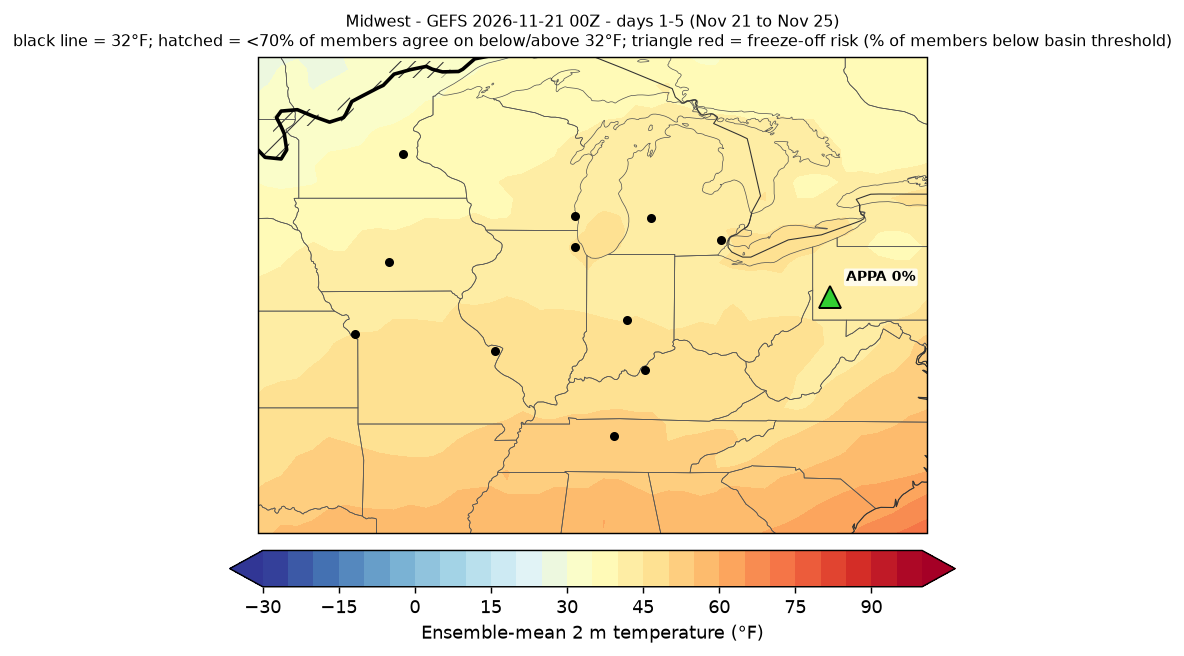 Midwest - GEFS 2026-11-21 00Z - days 1-5 (Nov 21 to Nov 25)
black line = 32°F; hatched = <70% of members agree on below/above 32°F; triangle red = freeze-off risk (% of members below basin threshold)
APPA 0%
−30 −15 0 15 30 45 60 75 90
Ensemble-mean 2 m temperature (°F)